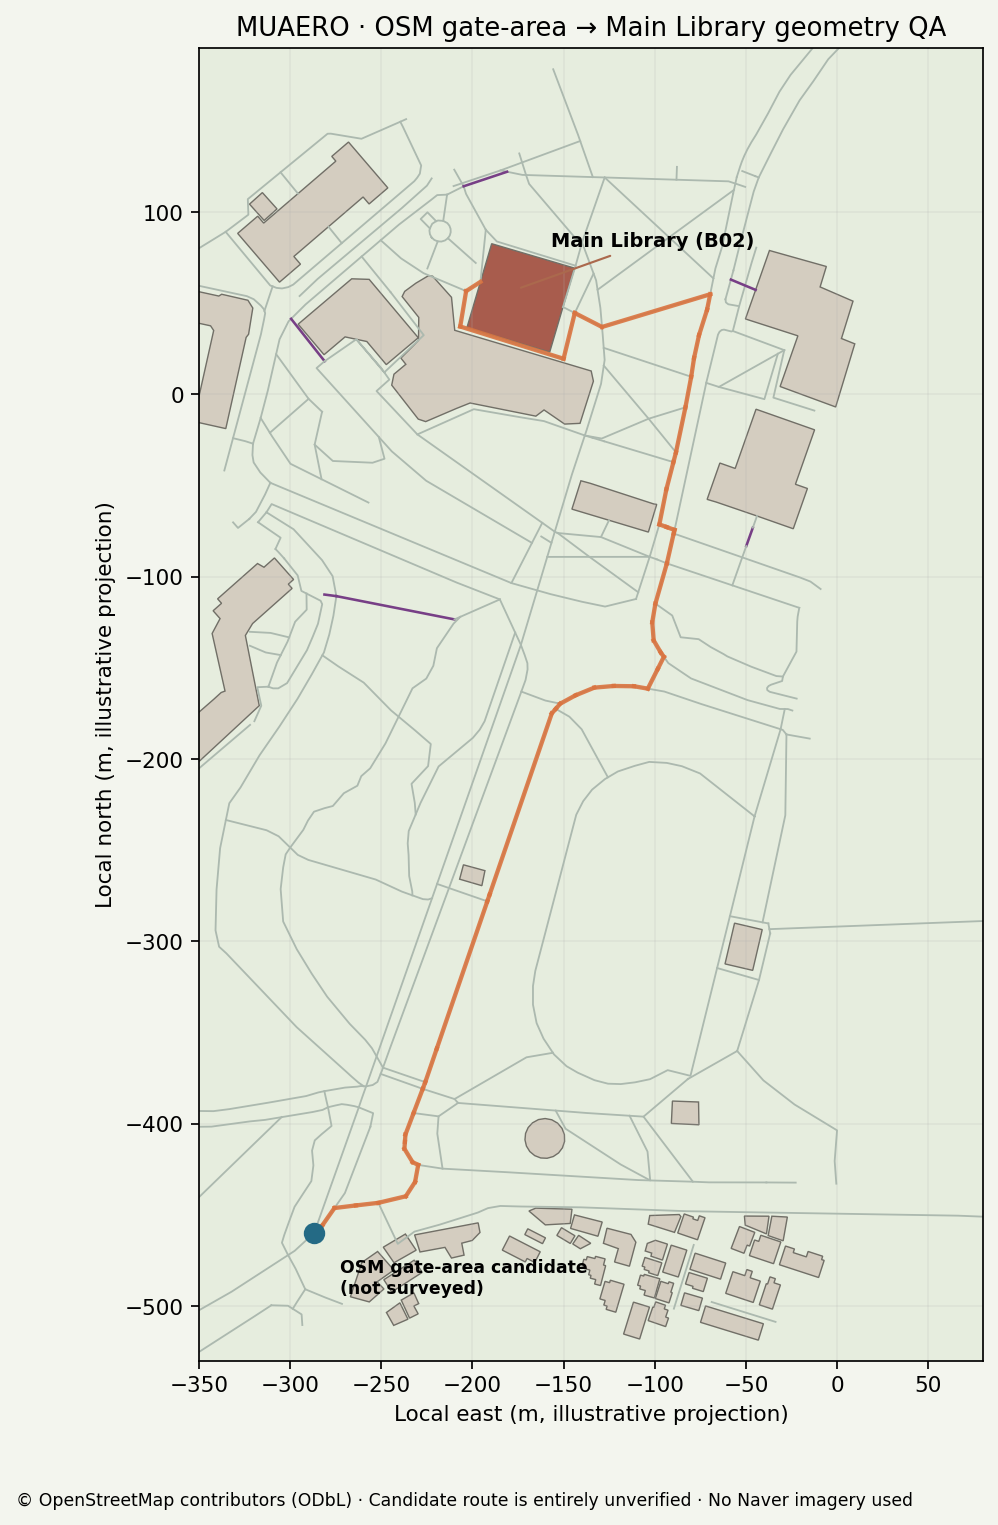 MUAERO · OSM gate-area → Main Library geometry QA
Main Library (B02)
100
0
−100
−200
−300
−400
−500
Local north (m, illustrative projection)
OSM gate-area candidate
(not surveyed)
−350 −300 −250 −200 −150 −100 −50 0 50
Local east (m, illustrative projection)
© OpenStreetMap contributors (ODbL) · Candidate route is entirely unverified · No Naver imagery used